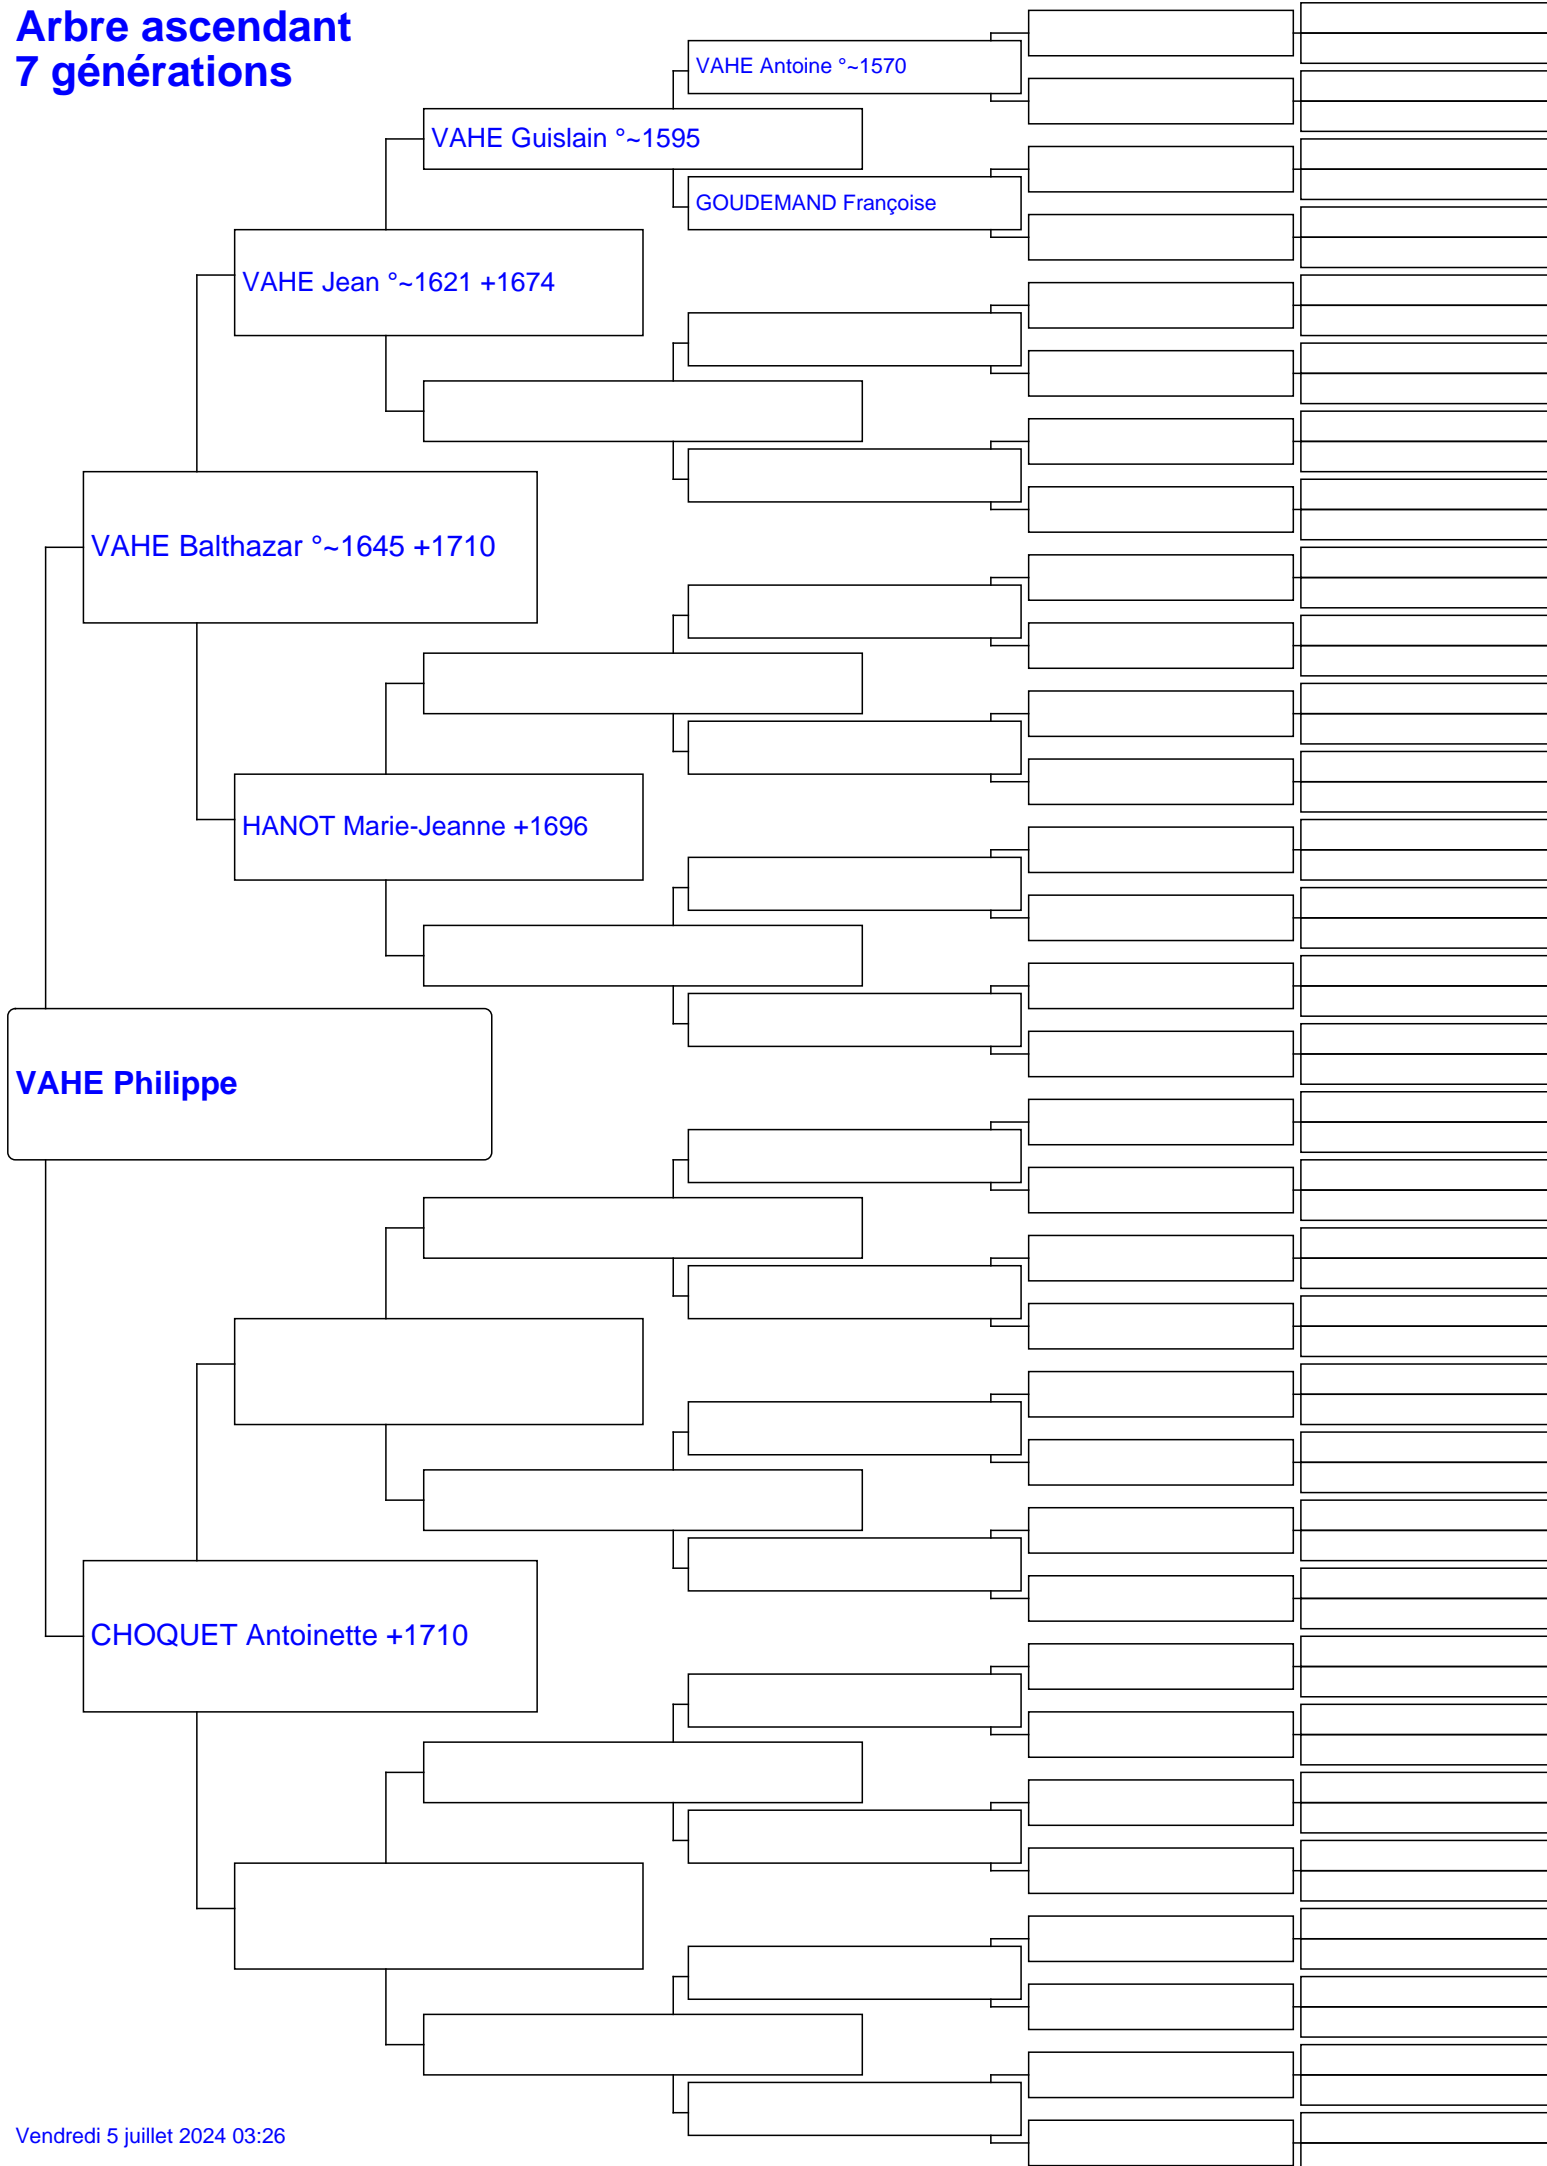 Arbre ascendant
7 générations
VAHE Antoine °~1570
VAHE Guislain °~1595
GOUDEMAND Françoise
VAHE Jean °~1621 +1674
VAHE Balthazar °~1645 +1710
HANOT Marie-Jeanne +1696
VAHE Philippe
CHOQUET Antoinette +1710
Vendredi 5 juillet 2024 03:26